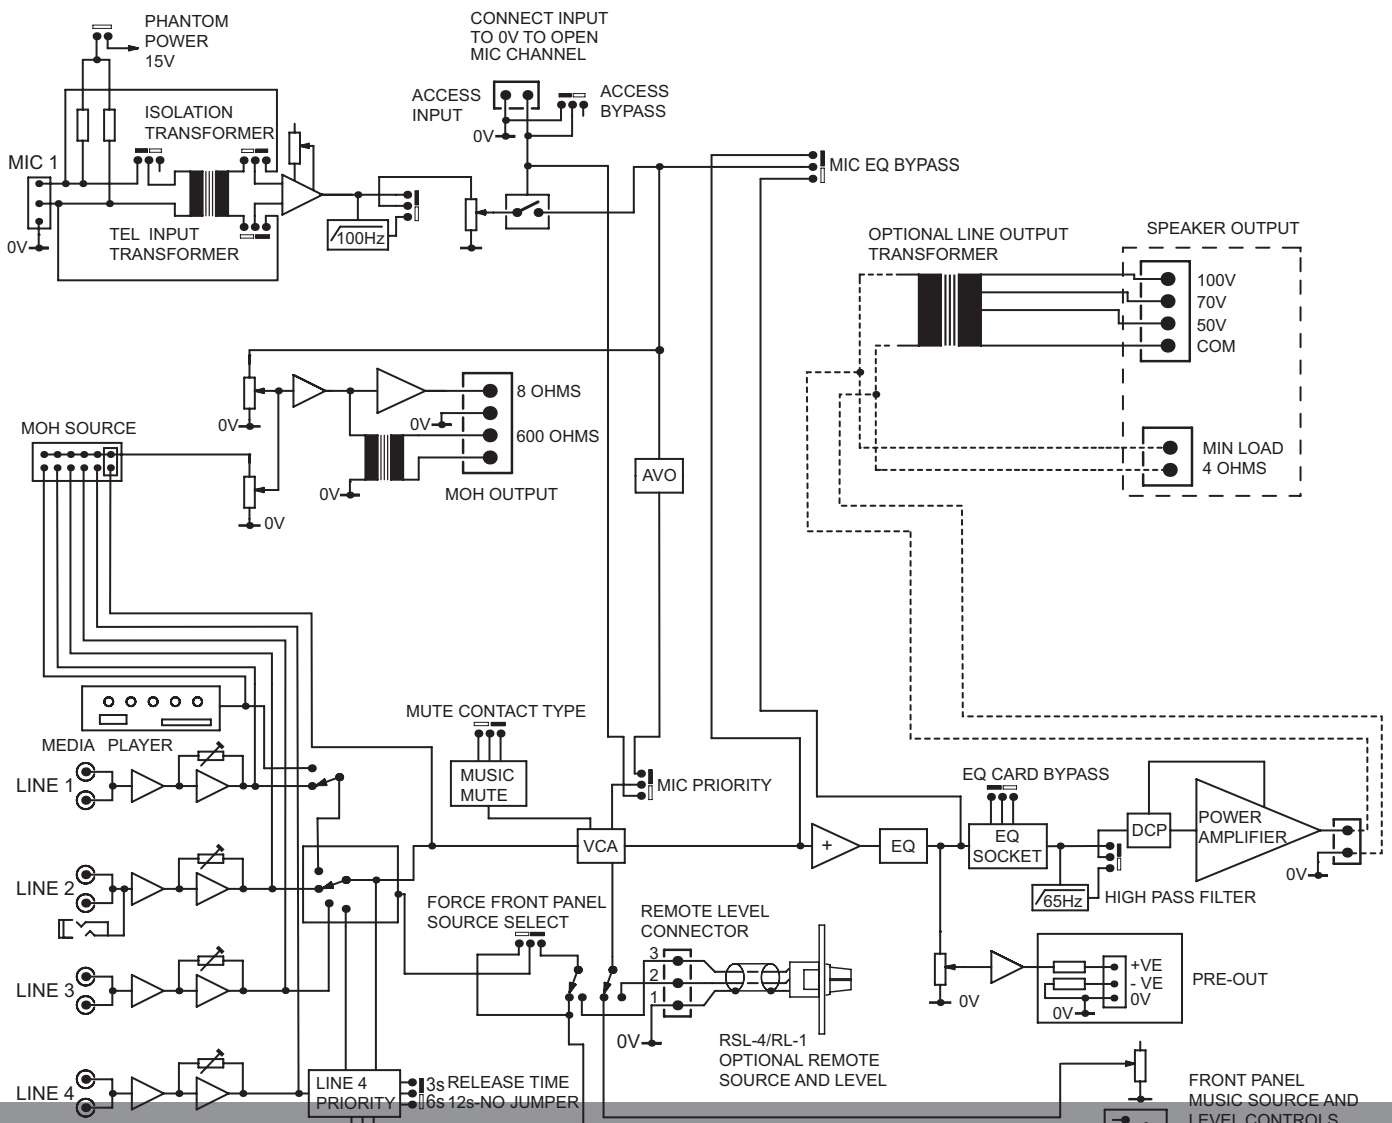 PHANTOM
POWER
15V
CONNECT INPUT
TO 0V TO OPEN
MIC CHANNEL
ACCESS
INPUT
ACCESS
BYPASS
0V
ISOLATION
TRANSFORMER
MIC 1
MIC EQ BYPASS
TEL INPUT
TRANSFORMER
0V
100Hz
OPTIONAL LINE OUTPUT
TRANSFORMER
SPEAKER OUTPUT
100V
70V
50V
COM
8 OHMS
0V
0V
600 OHMS
MOH SOURCE
MIN LOAD
4 OHMS
AVO
0V
MOH OUTPUT
0V
MUTE CONTACT TYPE
MEDIA PLAYER
LINE 1
MUSIC
MUTE
MIC PRIORITY
EQ CARD BYPASS
POWER
AMPLIFIER
DCP
VCA
+
EQ
EQ
SOCKET
0V
LINE 2
65Hz
HIGH PASS FILTER
FORCE FRONT PANEL
SOURCE SELECT
REMOTE LEVEL
CONNECTOR
3
2
1
LINE 3
+VE
- VE
0V
PRE-OUT
0V
0V
0V
RSL-4/RL-1
OPTIONAL REMOTE
SOURCE AND LEVEL
LINE 4
LINE 4
PRIORITY
3s RELEASE TIME
6s 12s-NO JUMPER
FRONT PANEL
MUSIC SOURCE AND
LEVEL CONTROLS